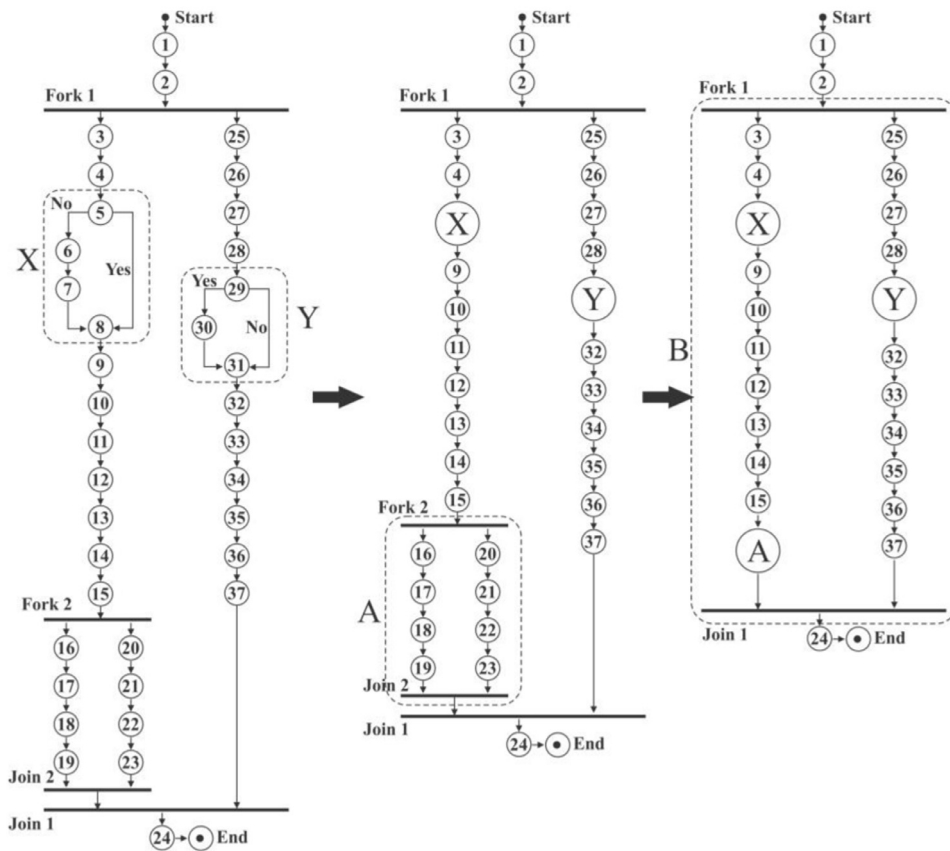 Start
1
2
Fork 1
3 25
4 26
No 5 27
X 6 Yes 28
7 Yes 29
8 30 No Y
9 31
10 32
11 33
12 34
13 35
14 36
15 37
Fork 2
16 20
17 21
18 22
19 23
Join 2
Join 1
24 End
Start
1
2
Fork 1
3 25
4 26
X 27
9 28
10 Y
11 32
12 33
13 34
14 35
15 36
Fork 2 37
16 20
A 17 21
18 22
19 23
Join 2
Join 1
24 End
Start
1
2
Fork 1
3 25
4 26
X 27
9 28
10 Y
B 11 32
12 33
13 34
14 35
15 36
A 37
Join 1
24 End